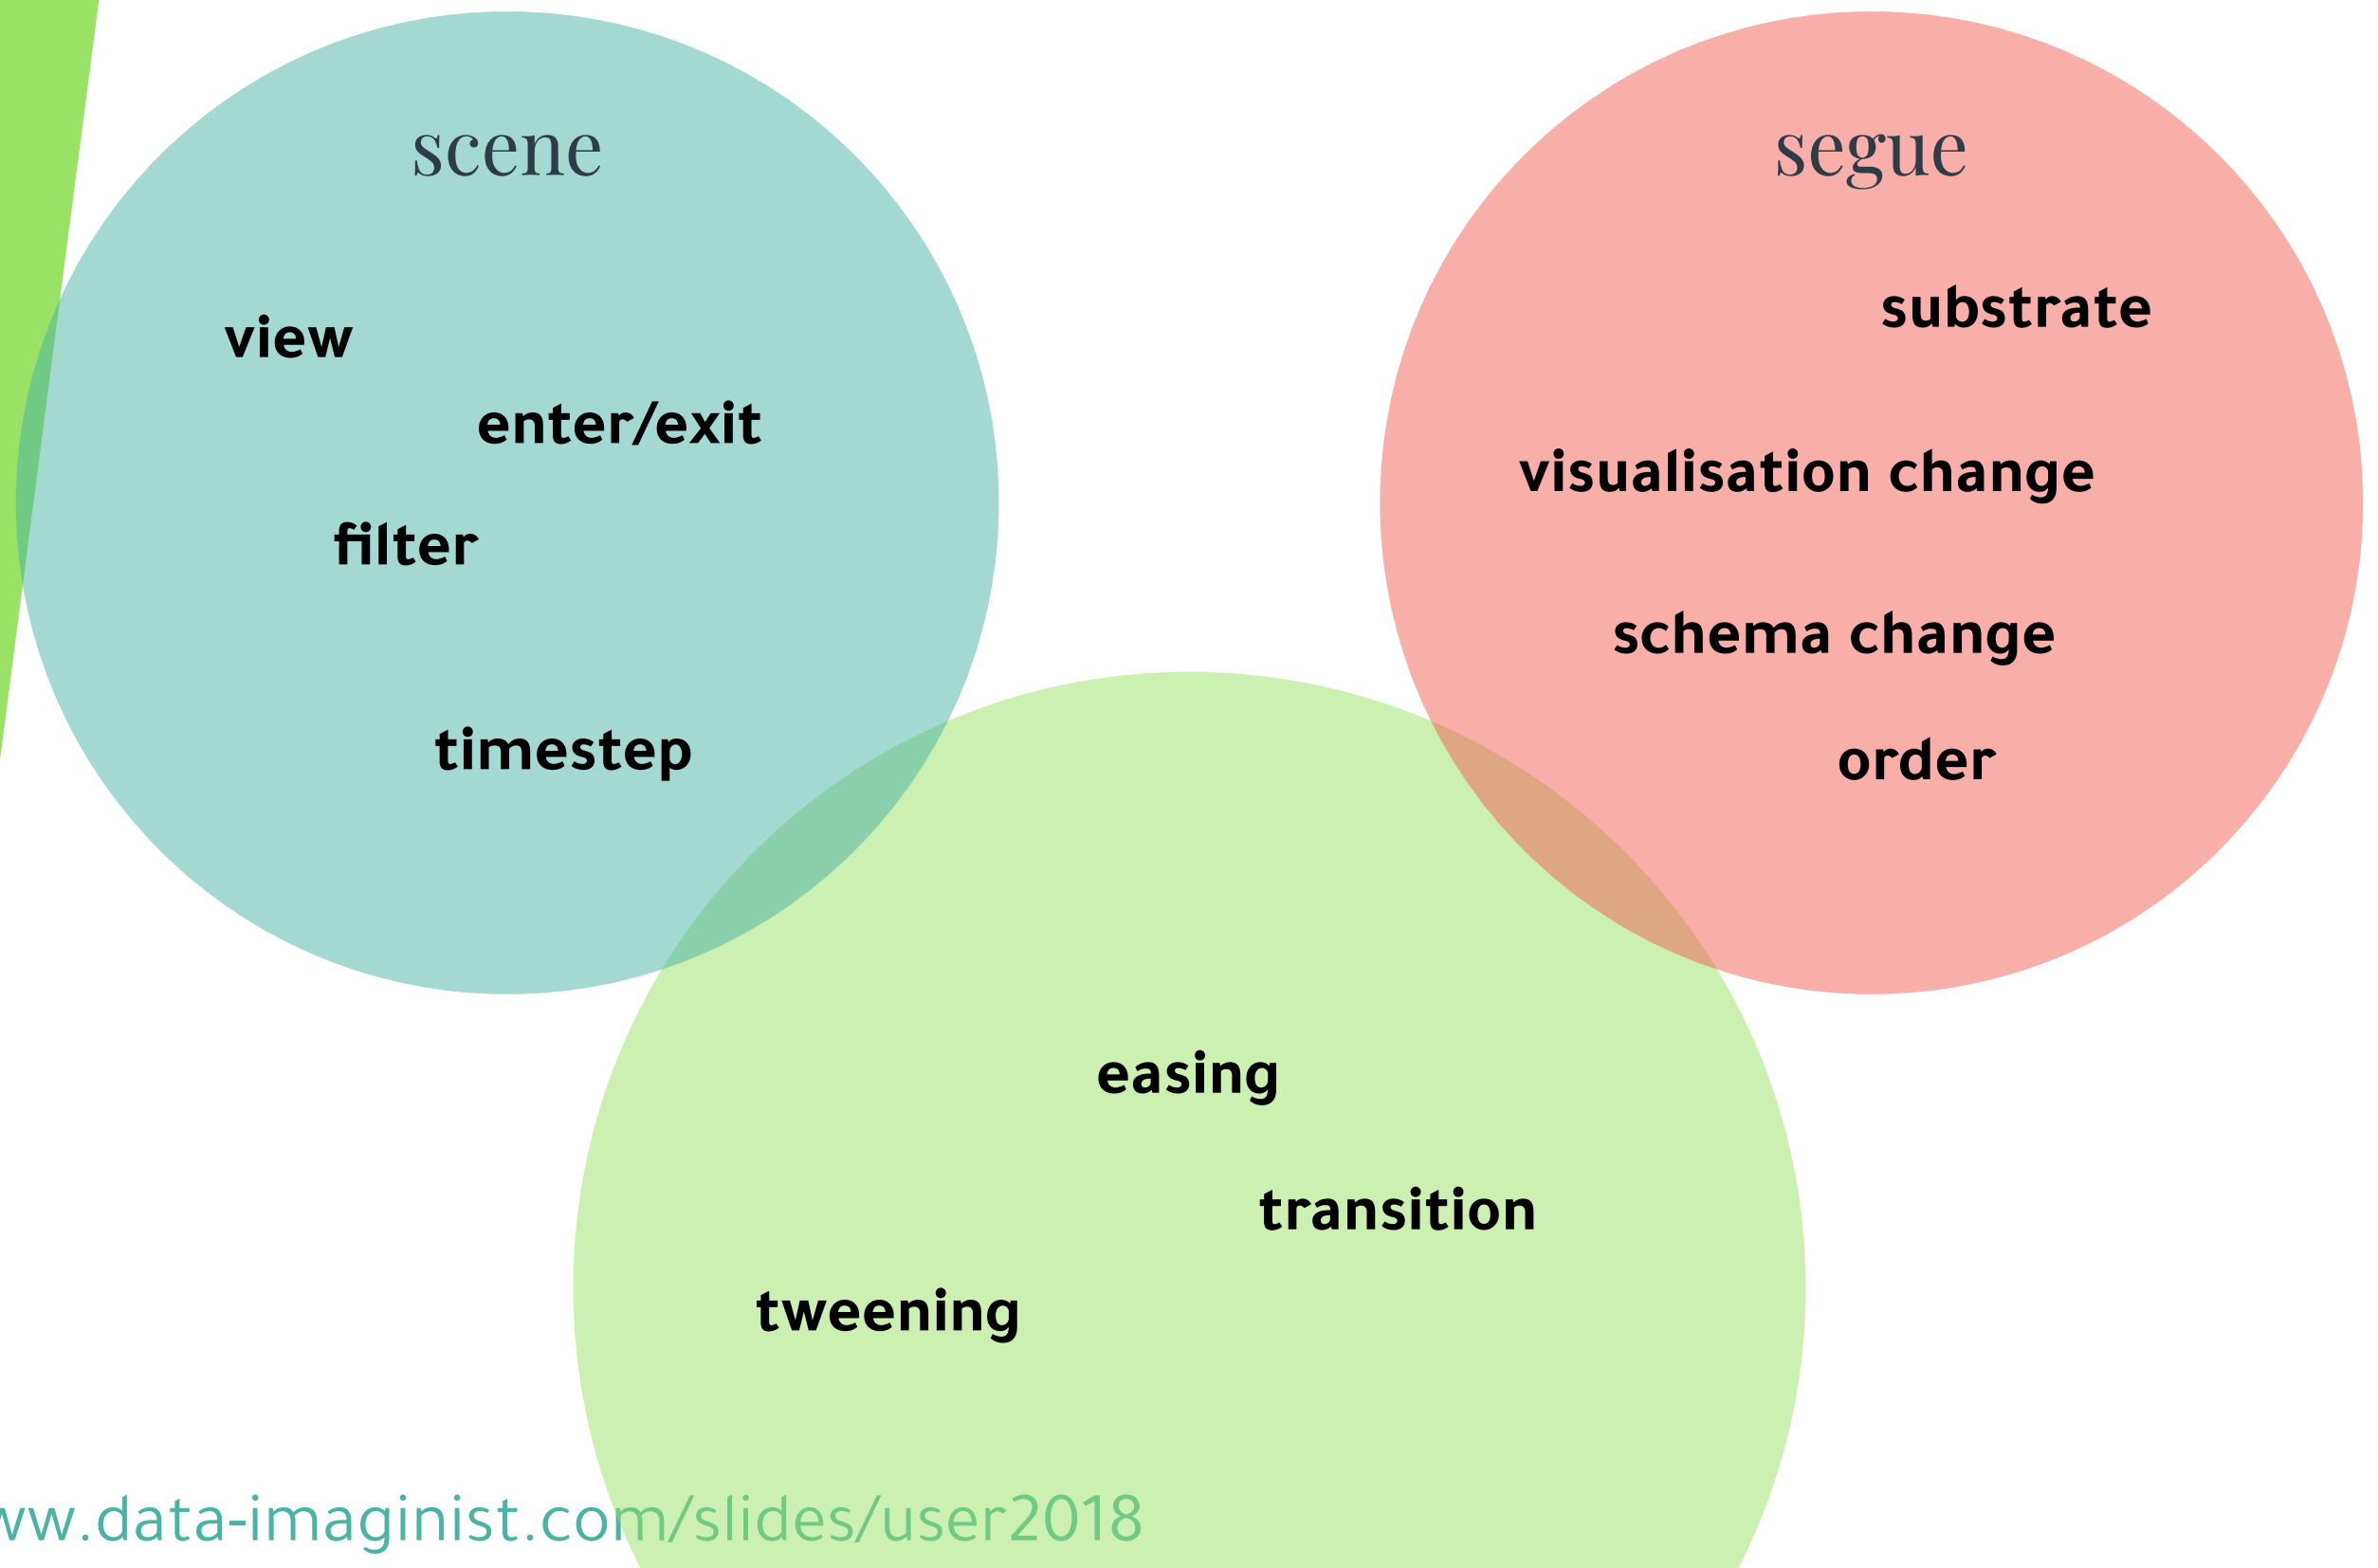 scene
view
enter/exit
filter
timestep
segue
substrate
visualisation change
schema change
order
easing
transition
tweening
w.data-imaginist.com/slides/user2018